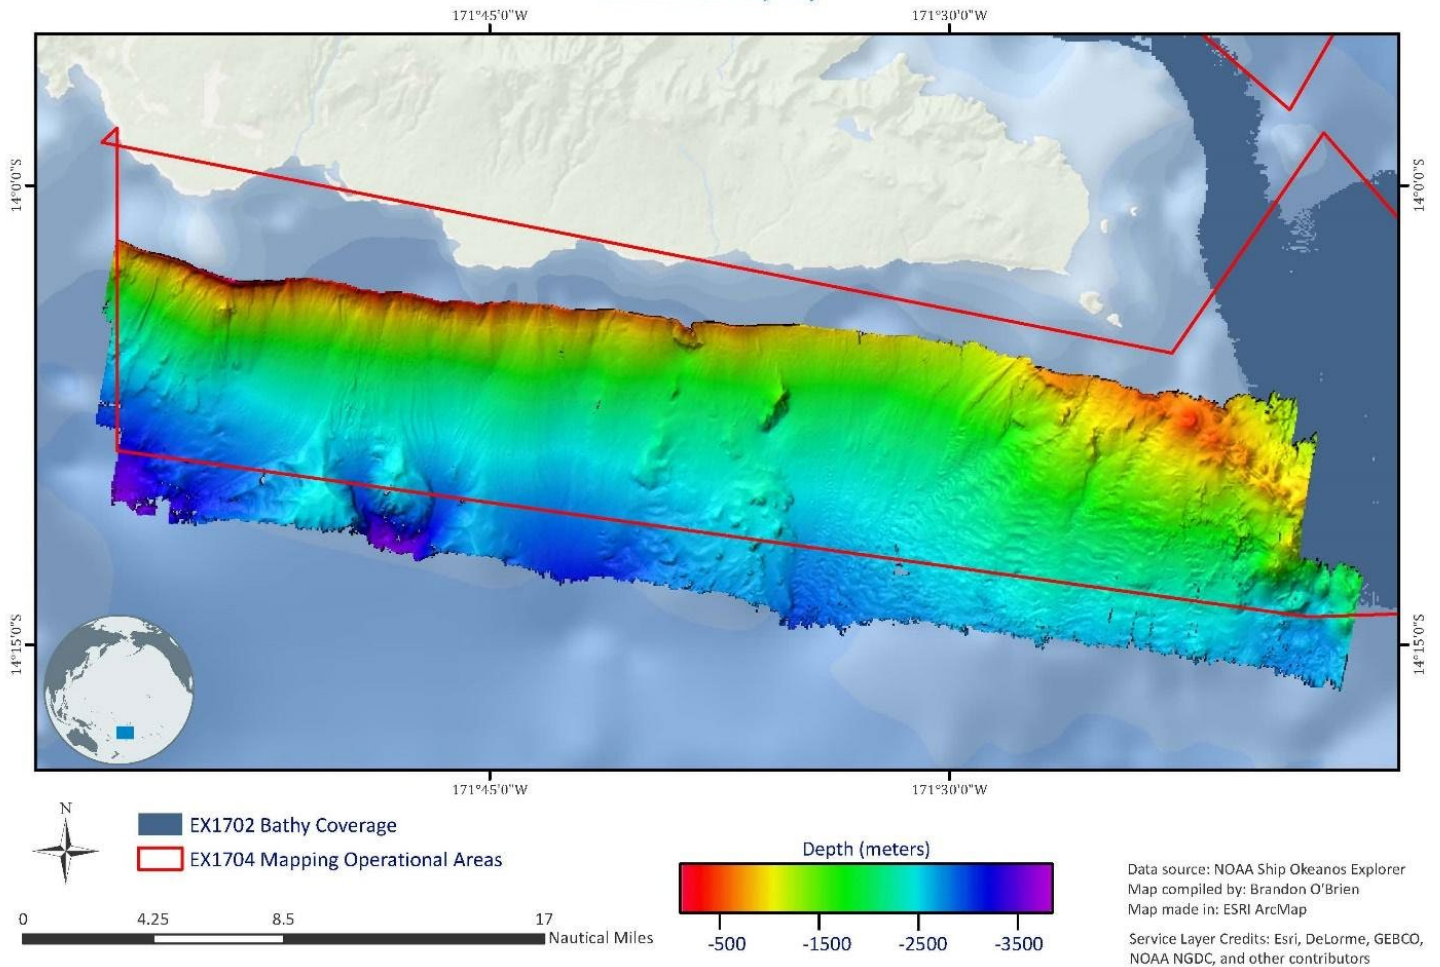 171°45'0"W
171°30'0"W
14°0'0"S
14°0'0"S
14°15'0"S
14°15'0"S
171°45'0"W
171°30'0"W
N
EX1702 Bathy Coverage
EX1704 Mapping Operational Areas
0
4.25
8.5
17
Nautical Miles
Depth (meters)
-500
-1500
-2500
-3500
Data source: NOAA Ship Okeanos Explorer
Map compiled by: Brandon O'Brien
Map made in: ESRI ArcMap
Service Layer Credits: Esri, DeLorme, GEBCO,
NOAA NGDC, and other contributors